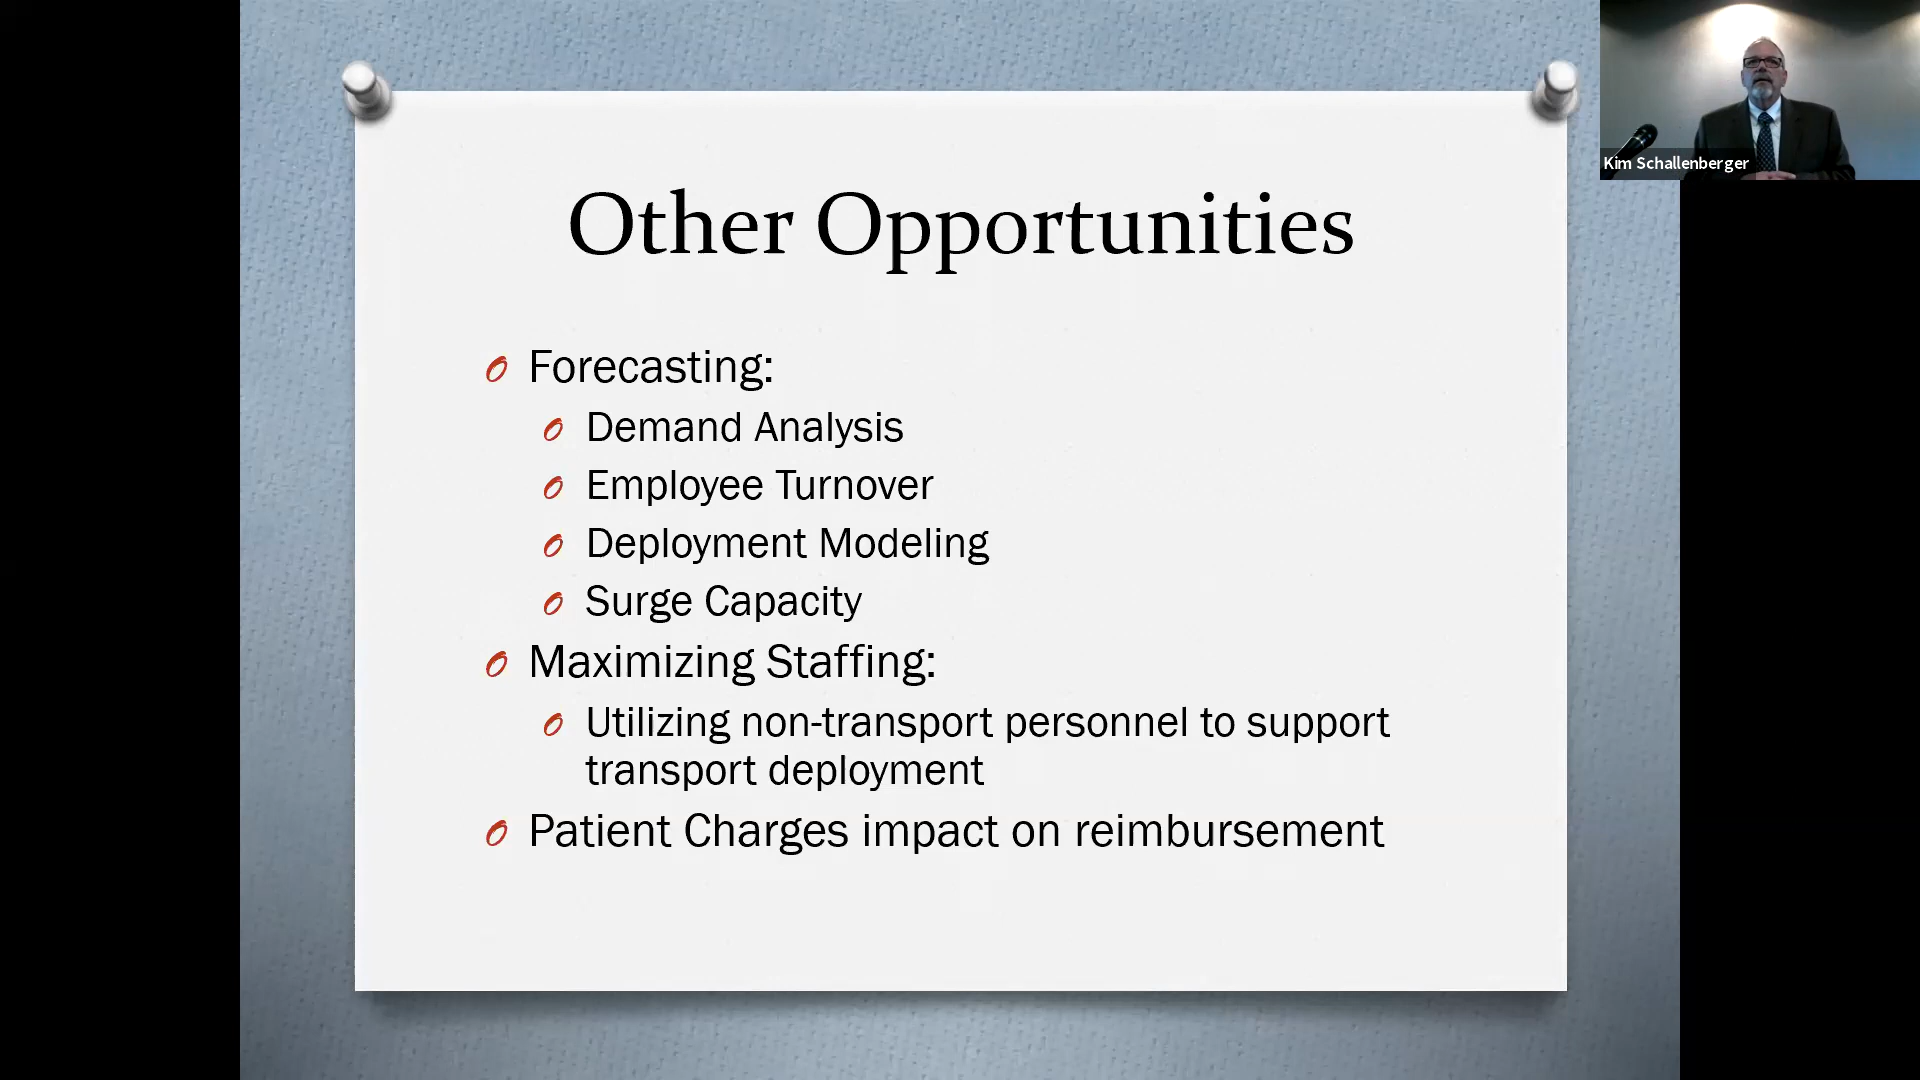 Kim Schallenberger
Other Opportunities
Forecasting:
Demand Analysis
Employee Turnover
Deployment Modeling
Surge Capacity
Maximizing Staffing:
Utilizing non-transport personnel to support
transport deployment
Patient Charges impact on reimbursement